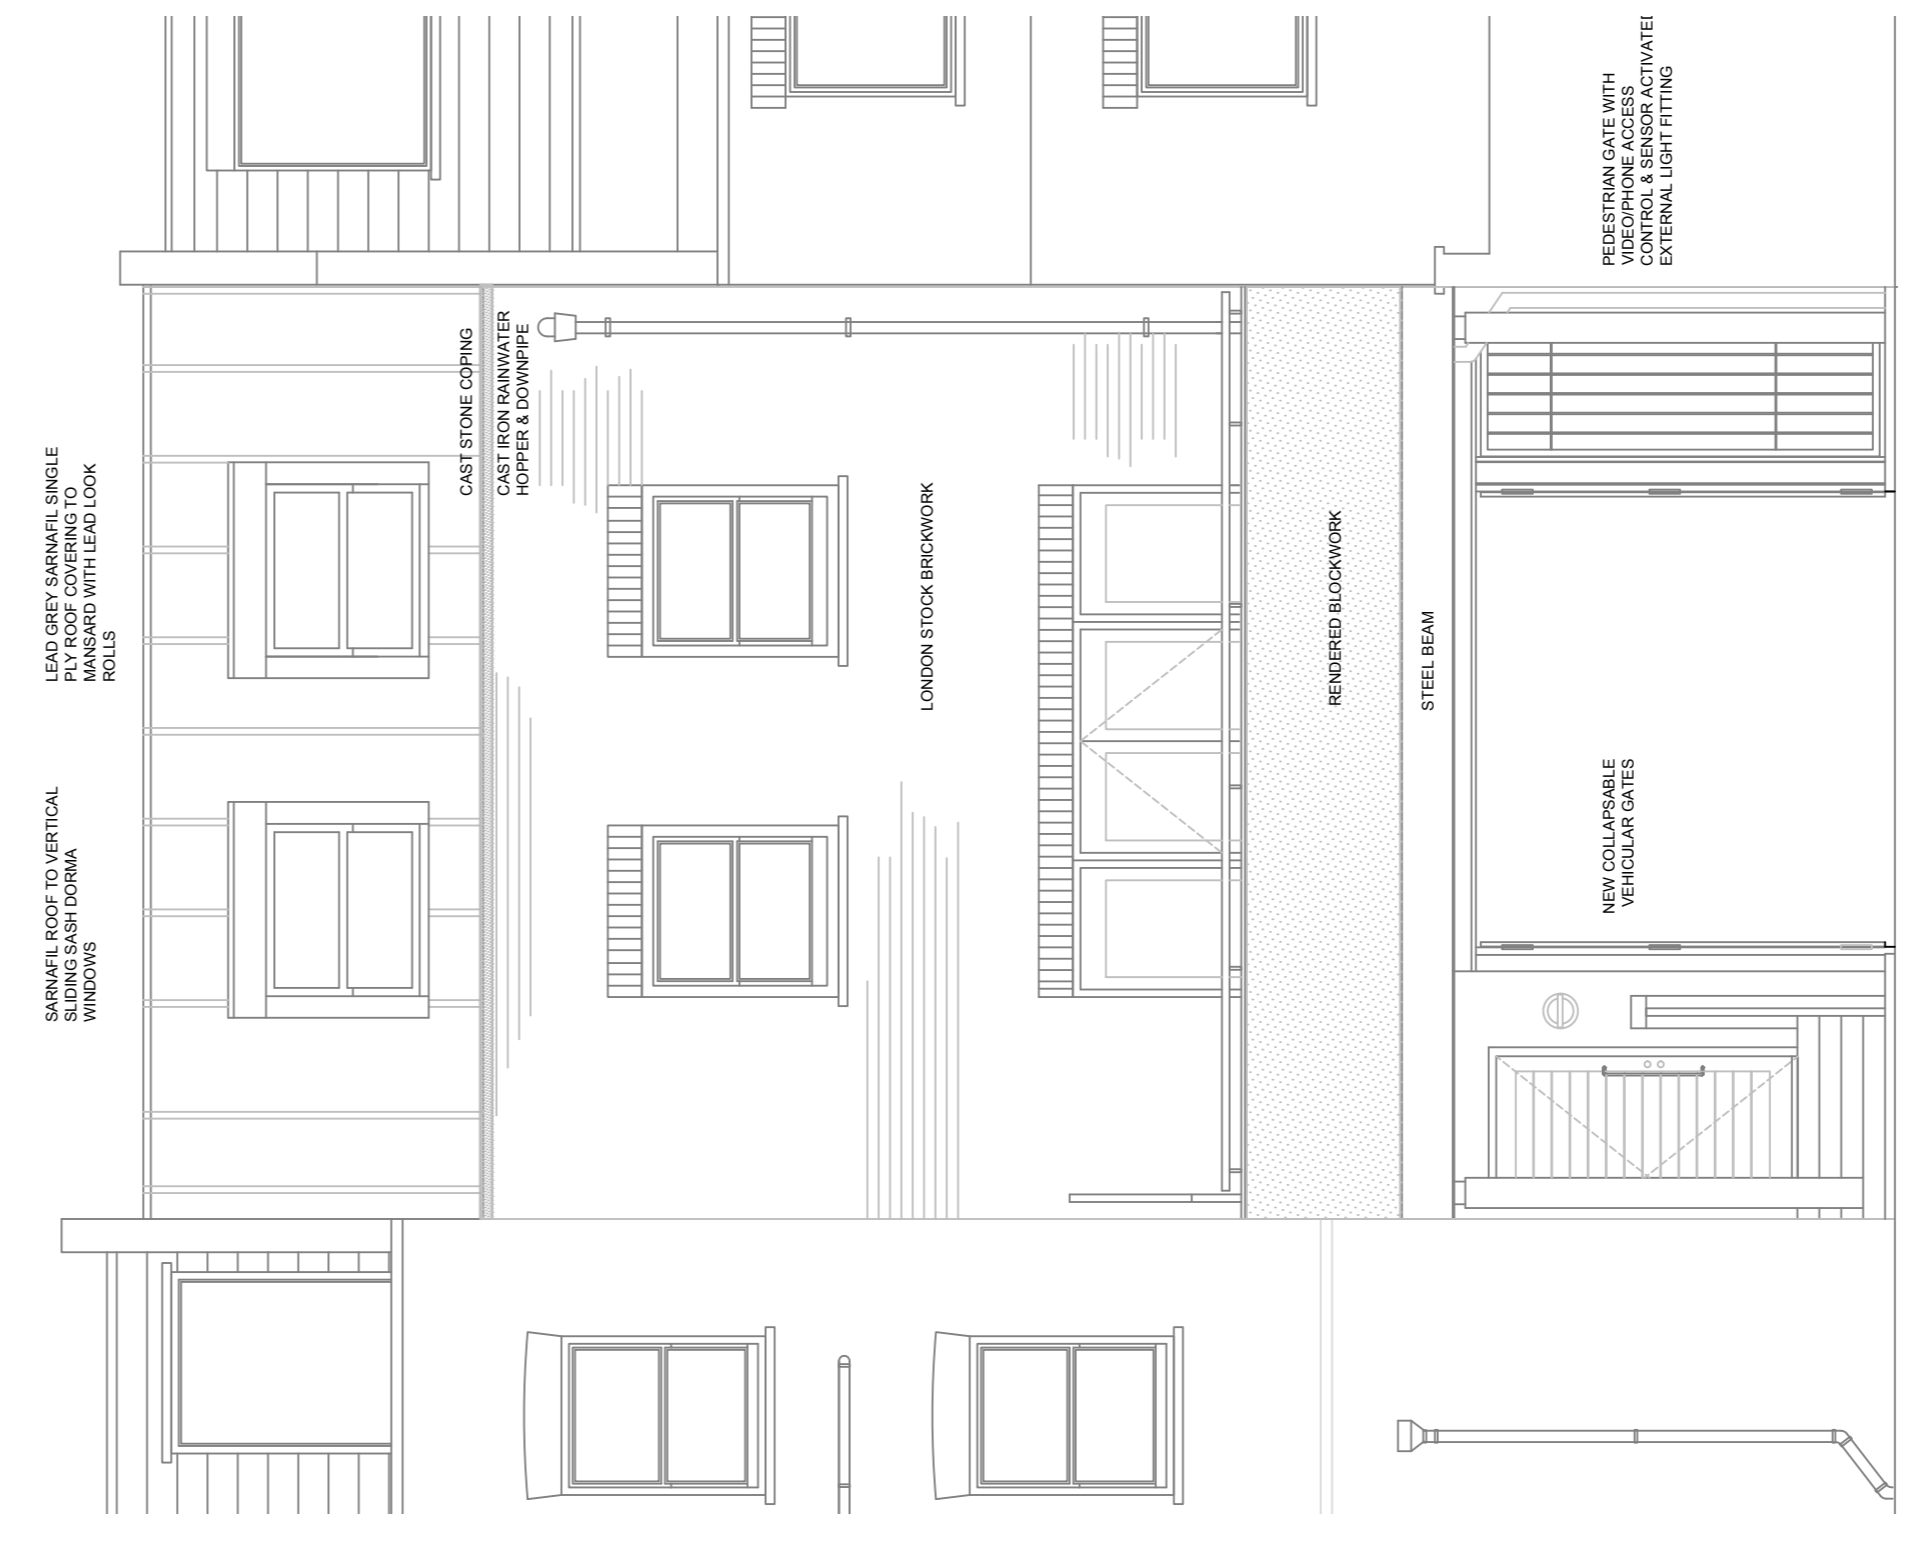 SARNAFIL ROOF TO VERTICAL
SLIDING SASH DORMA
WINDOWS
LEAD GREY SARNAFIL SINGLE
PLY ROOF COVERING TO
MANSARD WITH LEAD LOOK
ROLLS
CAST STONE COPING
CAST IRON RAINWATER
HOPPER & DOWNPIPE
LONDON STOCK BRICKWORK
RENDERED BLOCKWORK
STEEL BEAM
NEW COLLAPSABLE
VEHICULAR GATES
PEDESTRIAN GATE WITH
VIDEO/PHONE ACCESS
CONTROL & SENSOR ACTIVATED
EXTERNAL LIGHT FITTING